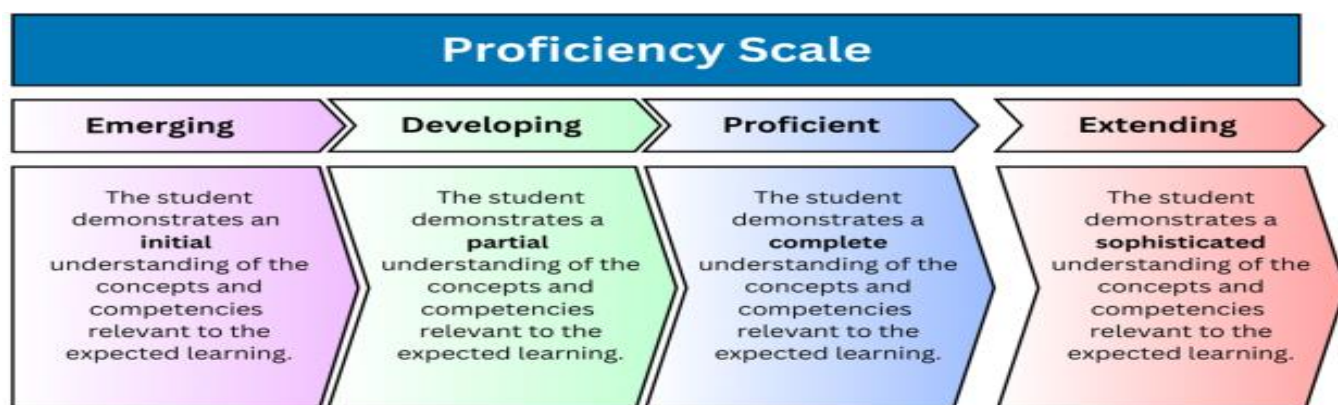 Proficiency Scale
Emerging
Developing
Proficient
Extending
The student
demonstrates an
initial
understanding of the
concepts and
competencies
relevant to the
expected learning.
The student
demonstrates a
partial
understanding of the
concepts and
competencies
relevant to the
expected learning.
The student
demonstrates a
complete
understanding of the
concepts and
competencies
relevant to the
expected learning.
The student
demonstrates a
sophisticated
understanding of the
concepts and
competencies
relevant to the
expected learning.